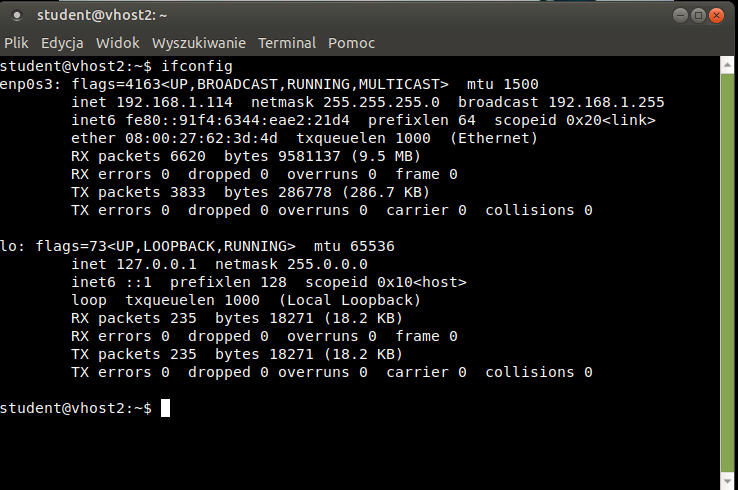 student@vhost2: ~
Plik Edycja Widok Wyszukiwanie Terminal Pomoc
student@vhost2:~$ ifconfig
enp0s3: flags=4163<UP,BROADCAST,RUNNING,MULTICAST>  mtu 1500
        inet 192.168.1.114  netmask 255.255.255.0  broadcast 192.168.1.255
        inet6 fe80::91f4:6344:eae2:21d4  prefixlen 64  scopeid 0x20<link>
        ether 08:00:27:62:3d:4d  txqueuelen 1000  (Ethernet)
        RX packets 6620  bytes 9581137 (9.5 MB)
        RX errors 0  dropped 0  overruns 0  frame 0
        TX packets 3833  bytes 286778 (286.7 KB)
        TX errors 0  dropped 0 overruns 0  carrier 0  collisions 0

lo: flags=73<UP,LOOPBACK,RUNNING>  mtu 65536
        inet 127.0.0.1  netmask 255.0.0.0
        inet6 ::1  prefixlen 128  scopeid 0x10<host>
        loop  txqueuelen 1000  (Local Loopback)
        RX packets 235  bytes 18271 (18.2 KB)
        RX errors 0  dropped 0  overruns 0  frame 0
        TX packets 235  bytes 18271 (18.2 KB)
        TX errors 0  dropped 0 overruns 0  carrier 0  collisions 0

student@vhost2:~$